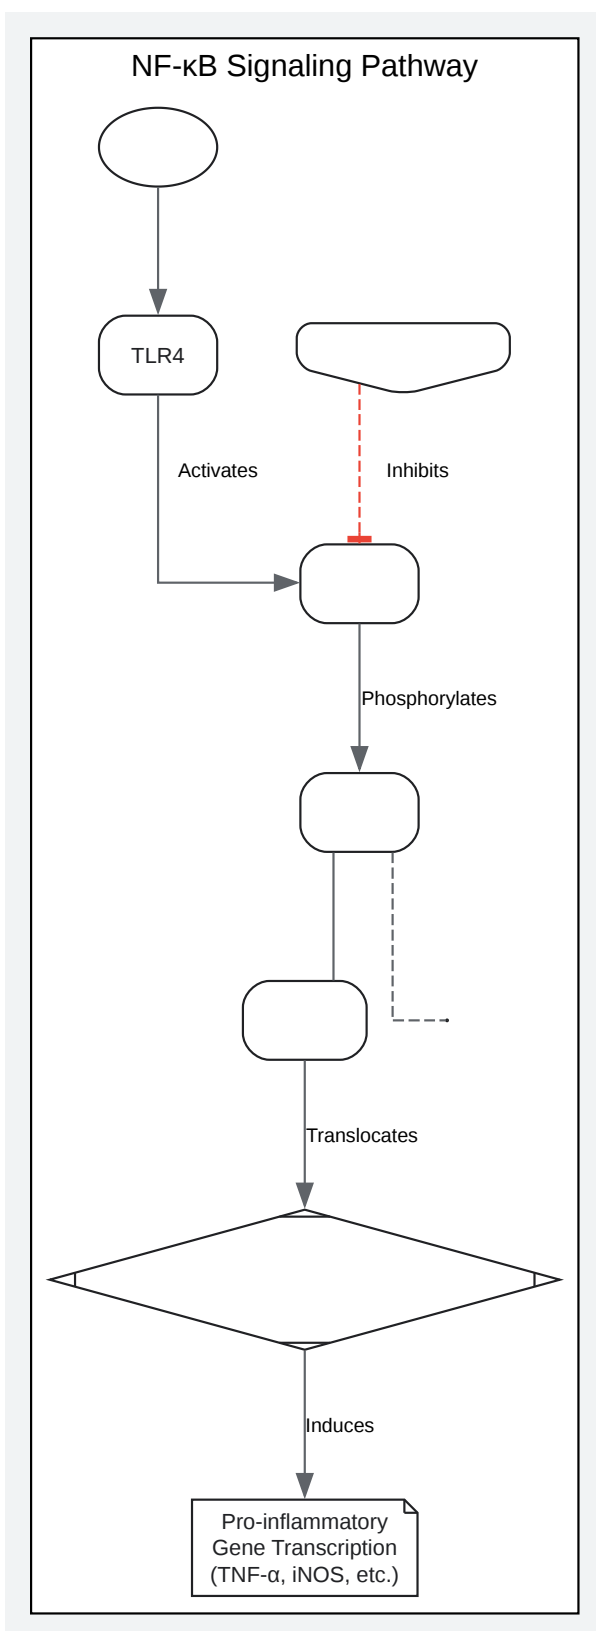 NF-κB Signaling Pathway
TLR4
Activates
Inhibits
Phosphorylates
Translocates
Induces
Pro-inflammatory
Gene Transcription
(TNF-α, iNOS, etc.)